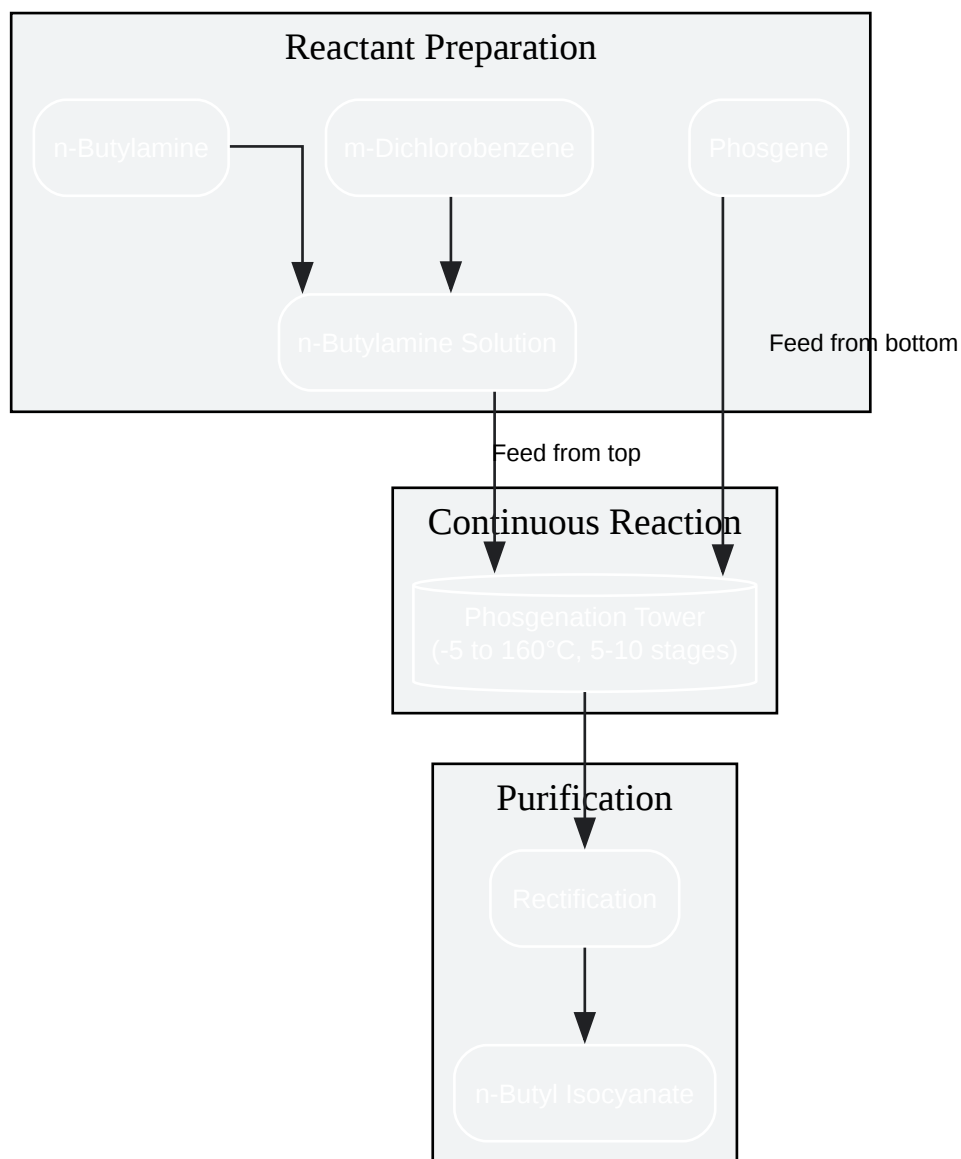 Reactant Preparation
n-Butylamine
m-Dichlorobenzene
Phosgene
n-Butylamine Solution
Feed from bottom
Feed from top
Continuous Reaction
Phosgenation Tower
(-5 to 160°C, 5-10 stages)
Purification
Rectification
n-Butyl Isocyanate